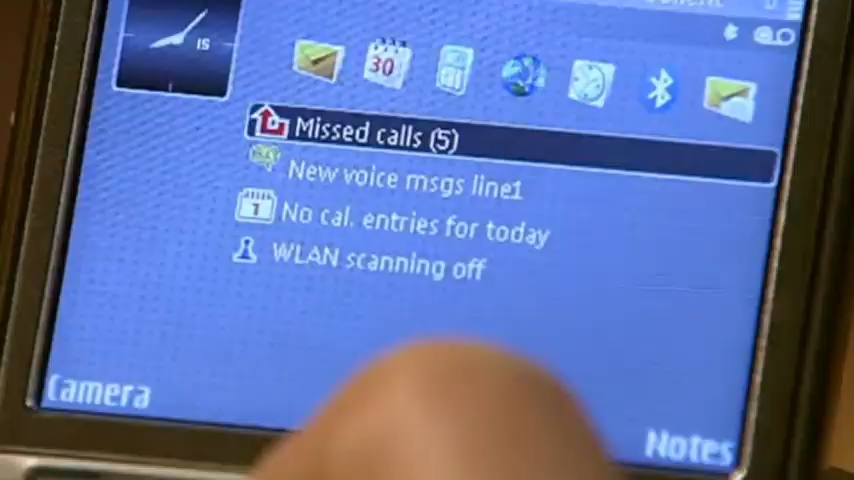 15
30
Missed calls (5)
New voice msgs line1
1
No cal. entries for today
WLAN scanning off
Camera
Notes